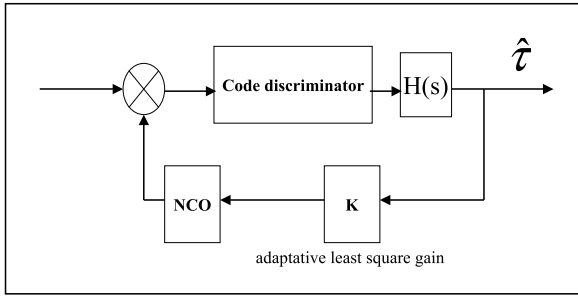 τ̂
Code discriminator
H(s)
NCO
K
adaptative least square gain